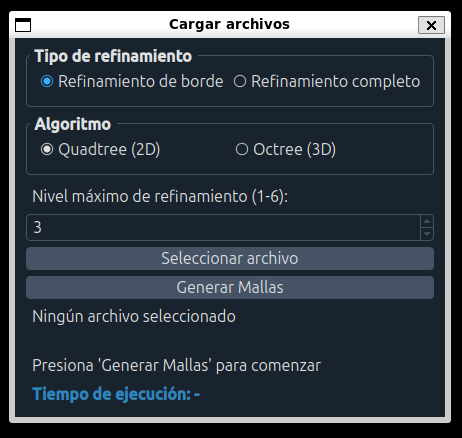 Cargar archivos
Tipo de refinamiento
Refinamiento de borde Refinamiento completo
Algoritmo
Quadtree (2D) Octree (3D)
Nivel máximo de refinamiento (1-6):
3
Seleccionar archivo
Generar Mallas
Ningún archivo seleccionado
Presiona 'Generar Mallas' para comenzar
Tiempo de ejecución: -